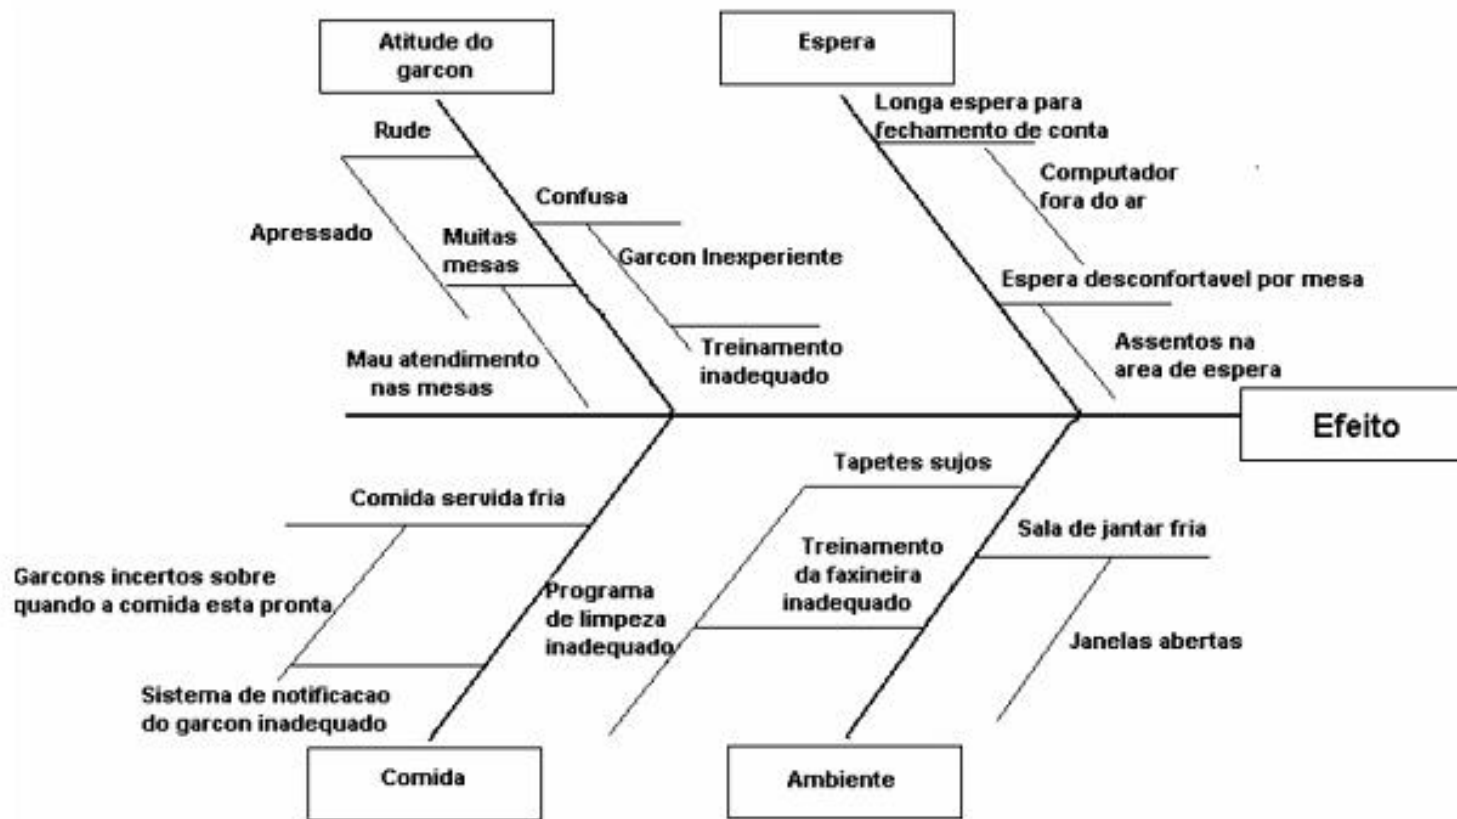 Atitude do
garcon
Espera
Rude
Longa espera para
fechamento de conta
Computador
fora do ar
Confusa
Apressado
Muitas
mesas
Garcon Inexperiente
Espera desconfortavel por mesa
Mau atendimento
nas mesas
Treinamento
inadequado
Assentos na
area de espera
Efeito
Comida servida fria
Tapetes sujos
Sala de jantar fria
Garcons incertos sobre
quando a comida esta pronta
Programa
de limpeza
inadequado
Treinamento
da faxineira
inadequado
Janelas abertas
Sistema de notificacao
do garcon inadequado
Comida
Ambiente